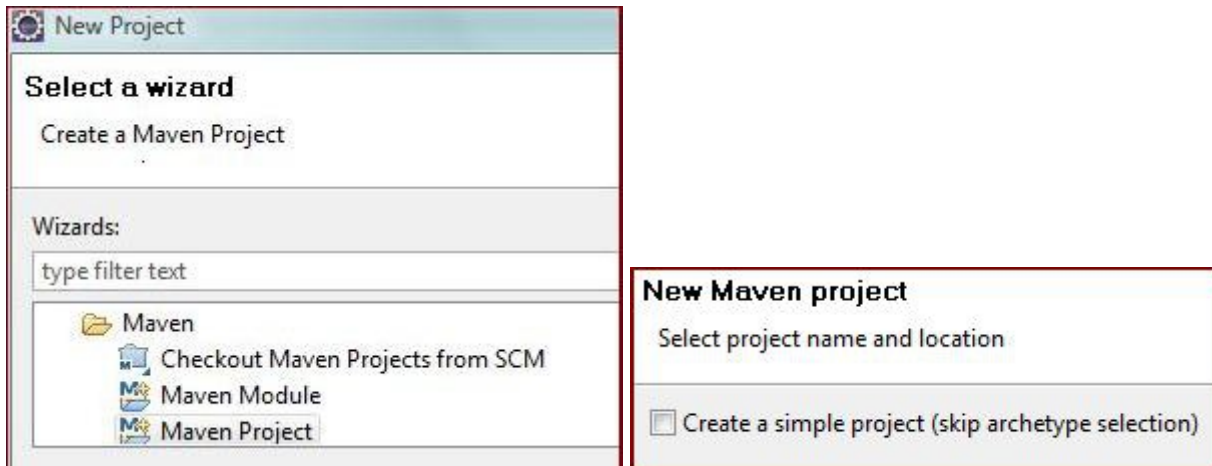 New Project
Select a wizard
Create a Maven Project
Wizards:
type filter text
Maven
Checkout Maven Projects from SCM
Maven Module
Maven Project
New Maven project
Select project name and location
Create a simple project (skip archetype selection)